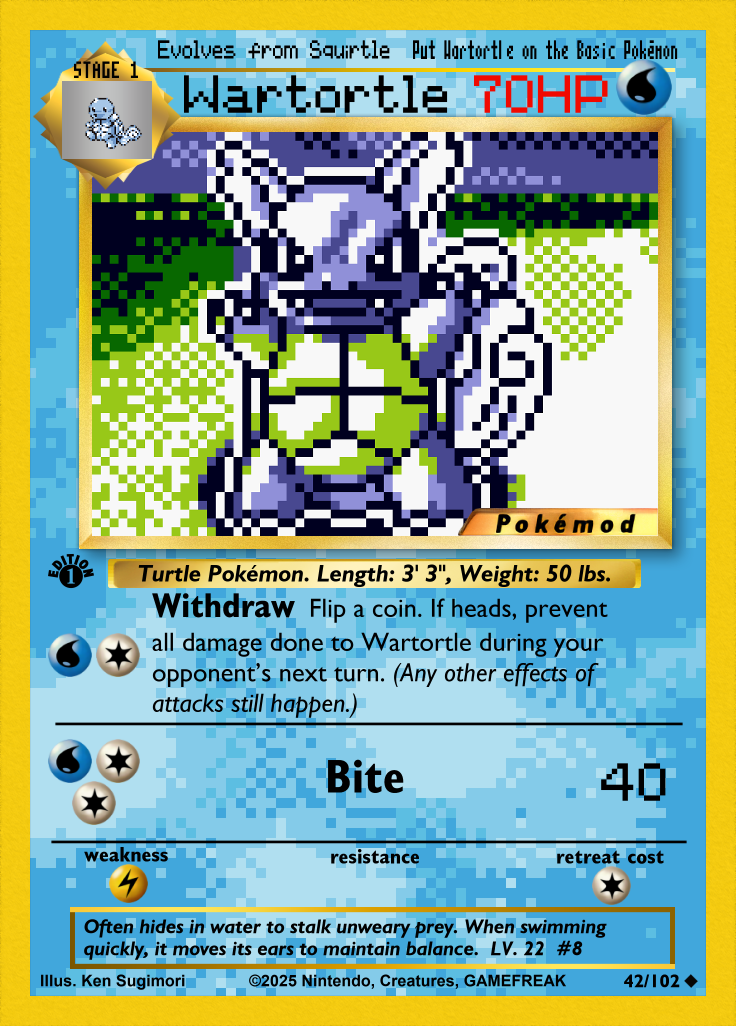 Evolves from Squirtle Put Wartortle on the Basic Pokémon
STAGE 1
Wartortle 70HP
Pokémod
EDITION
1
Turtle Pokémon. Length: 3' 3", Weight: 50 lbs.
Withdraw Flip a coin. If heads, prevent
all damage done to Wartortle during your
opponent's next turn. (Any other effects of
attacks still happen.)
Bite 40
weakness resistance retreat cost
Often hides in water to stalk unweary prey. When swimming
quickly, it moves its ears to maintain balance. LV. 22 #8
Illus. Ken Sugimori ©2025 Nintendo, Creatures, GAMEFREAK 42/102